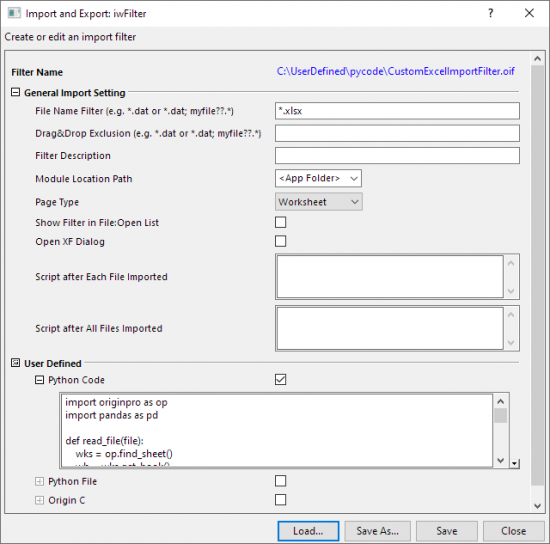 Import and Export: iwFilter
Create or edit an import filter
Filter Name C:\UserDefined\pycode\CustomExcelImportFilter.oif
General Import Setting
File Name Filter (e.g. *.dat or *.dat; myfile??.*) *.xlsx
Drag&Drop Exclusion (e.g. *.dat or *.dat; myfile??.*)
Filter Description
Module Location Path <App Folder>
Page Type Worksheet
Show Filter in File:Open List
Open XF Dialog
Script after Each File Imported
Script after All Files Imported
User Defined
Python Code
import originpro as op
import pandas as pd
def read_file(file):
wks = op.find_sheet()
wb = wks.get_book()
Python File
Origin C
Load... Save As... Save Close